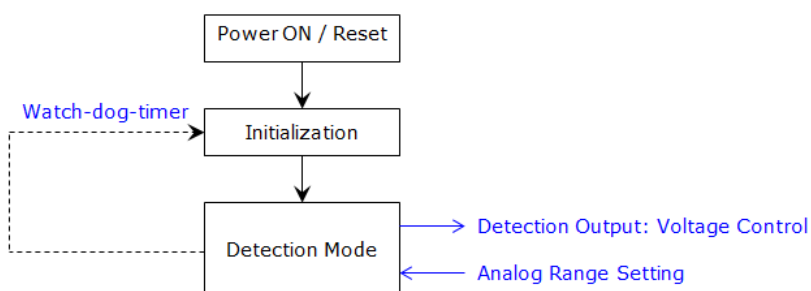 Power ON / Reset
Watch-dog-timer
Initialization
Detection Mode
Detection Output: Voltage Control
Analog Range Setting